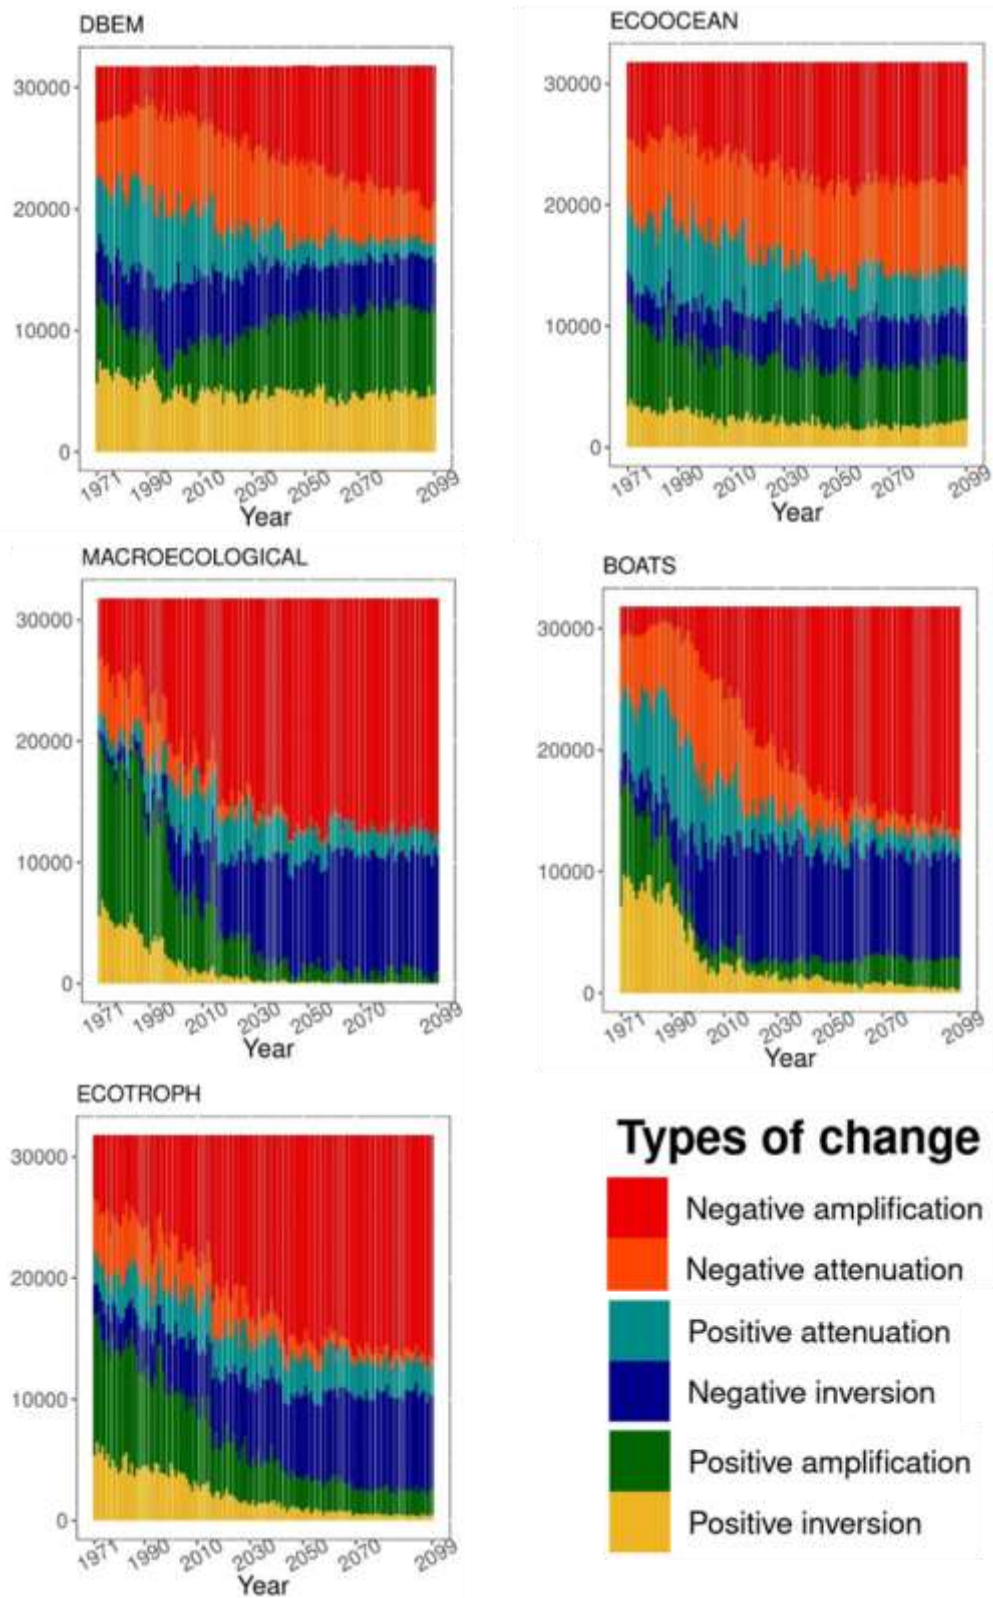 DBEM
30000
20000
10000
0
1971 1990 2010 2030 2050 2070 2099
Year
ECOOCEAN
30000
20000
10000
0
1971 1990 2010 2030 2050 2070 2099
Year
MACROECOLOGICAL
30000
20000
10000
0
1971 1990 2010 2030 2050 2070 2099
Year
BOATS
30000
20000
10000
0
1971 1990 2010 2030 2050 2070 2099
Year
ECOTROPH
30000
20000
10000
0
1971 1990 2010 2030 2050 2070 2099
Year
Types of change
Negative amplification
Negative attenuation
Positive attenuation
Negative inversion
Positive amplification
Positive inversion